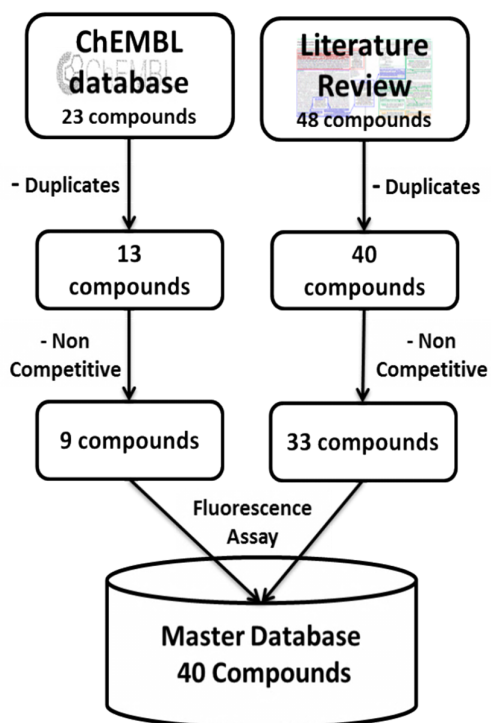 ChEMBL
database
23 compounds
Literature
Review
48 compounds
- Duplicates
- Duplicates
13
compounds
40
compounds
- Non
Competitive
- Non
Competitive
9 compounds
33 compounds
Fluorescence
Assay
Master Database
40 Compounds